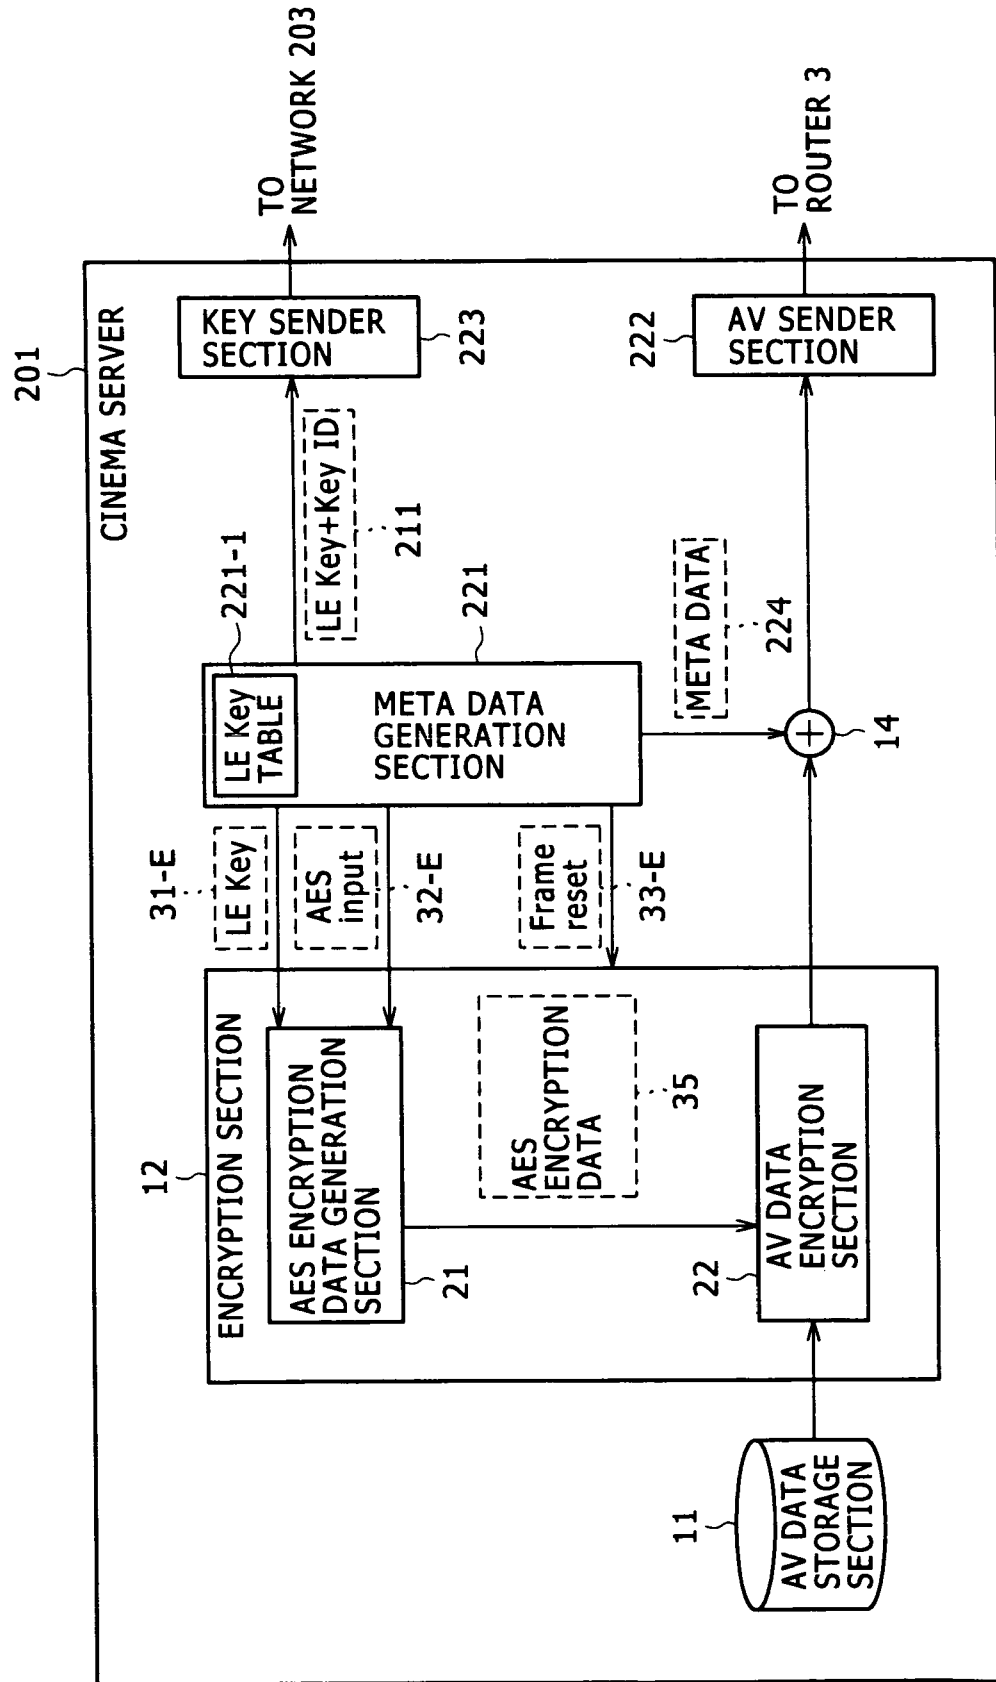 201
CINEMA SERVER
12
ENCRYPTION SECTION
AES ENCRYPTION
DATA GENERATION
SECTION
21
31-E
LE Key
AES
input
32-E
Frame
reset
33-E
LE Key
TABLE
221-1
META DATA
GENERATION
SECTION
221
LE Key+Key ID
211
KEY SENDER
SECTION
223
TO
NETWORK 203
AES
ENCRYPTION
DATA
35
11
AV DATA
STORAGE
SECTION
22
AV DATA
ENCRYPTION
SECTION
14
META DATA
224
222
AV SENDER
SECTION
TO
ROUTER 3